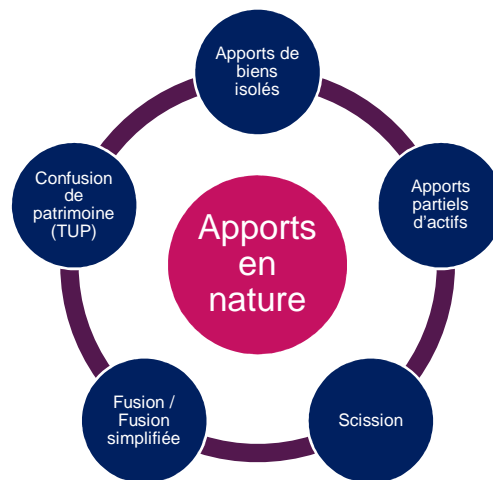 Apports de
biens
isolés
Apports
partiels
d'actifs
Scission
Fusion /
Fusion
simplifiée
Confusion
de
patrimoine
(TUP)
Apports
en
nature